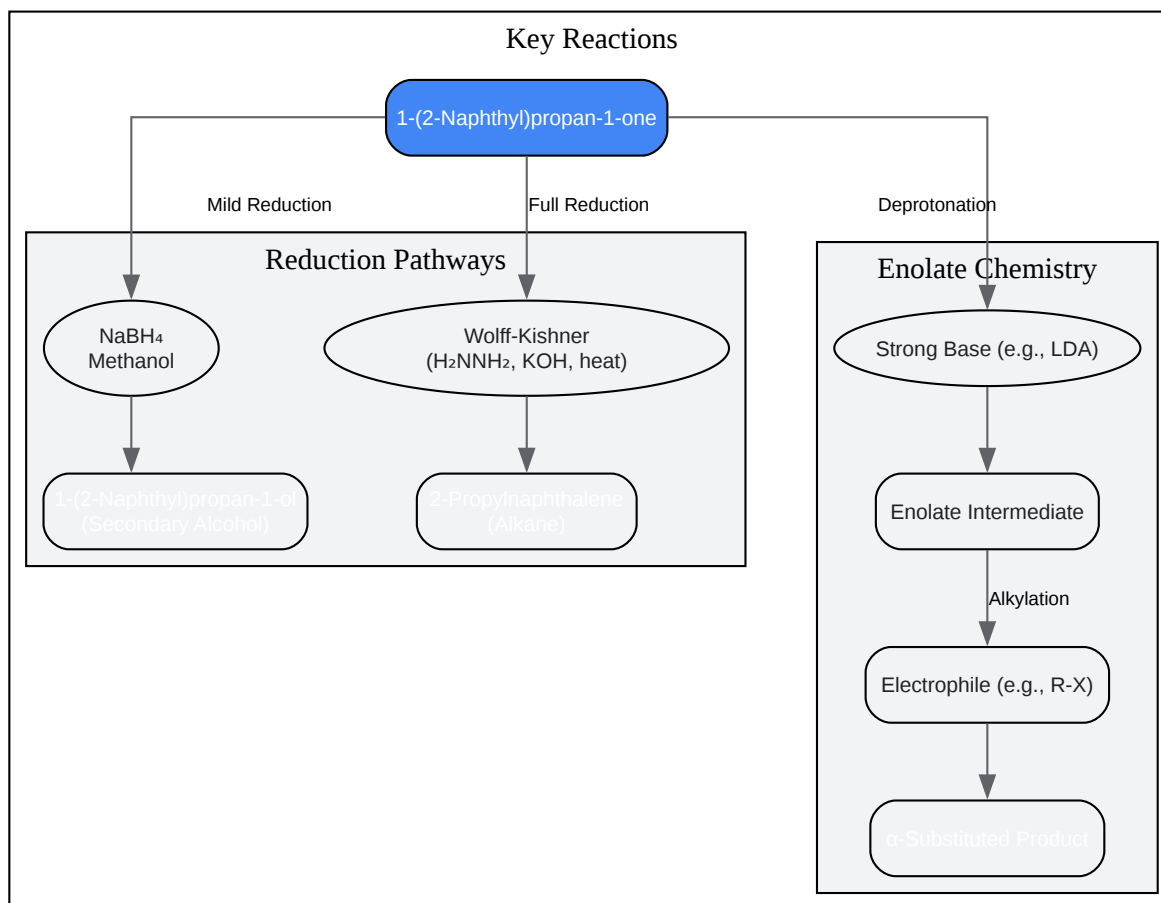 Key Reactions
1-(2-Naphthyl)propan-1-one
Mild Reduction
Full Reduction
Deprotonation
Reduction Pathways
Enolate Chemistry
NaBH₄
Methanol
Wolff-Kishner
(H₂NNH₂, KOH, heat)
Strong Base (e.g., LDA)
1-(2-Naphthyl)propan-1-ol
(Secondary Alcohol)
2-Propylnaphthalene
(Alkane)
Enolate Intermediate
Alkylation
Electrophile (e.g., R-X)
α-Substituted Product